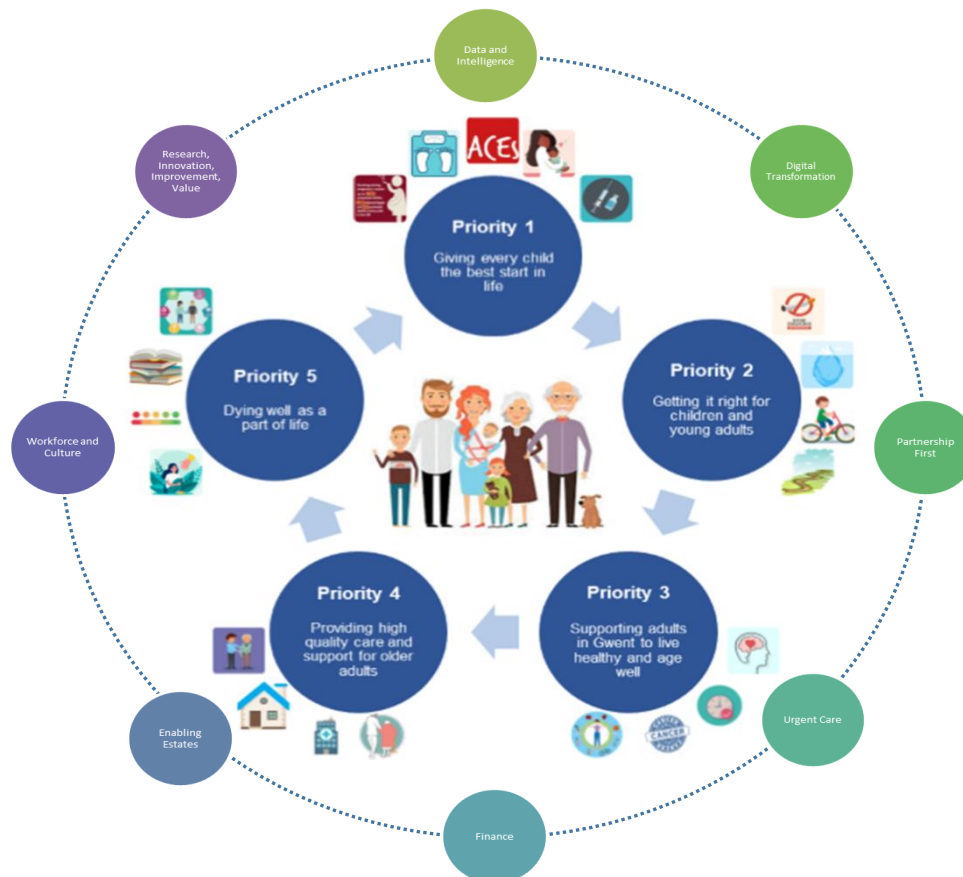 Data and
Intelligence
Research,
Innovation,
Improvement,
Value
Digital
Transformation
ACEs
Priority 1
Giving every child
the best start in
life
Priority 5
Dying well as a
part of life
Priority 2
Getting it right for
children and
young adults
Workforce and
Culture
Partnership
First
Priority 4
Providing high
quality care and
support for older
adults
Priority 3
Supporting adults
in Gwent to live
healthy and age
well
CANCER
Enabling
Estates
Urgent Care
Finance